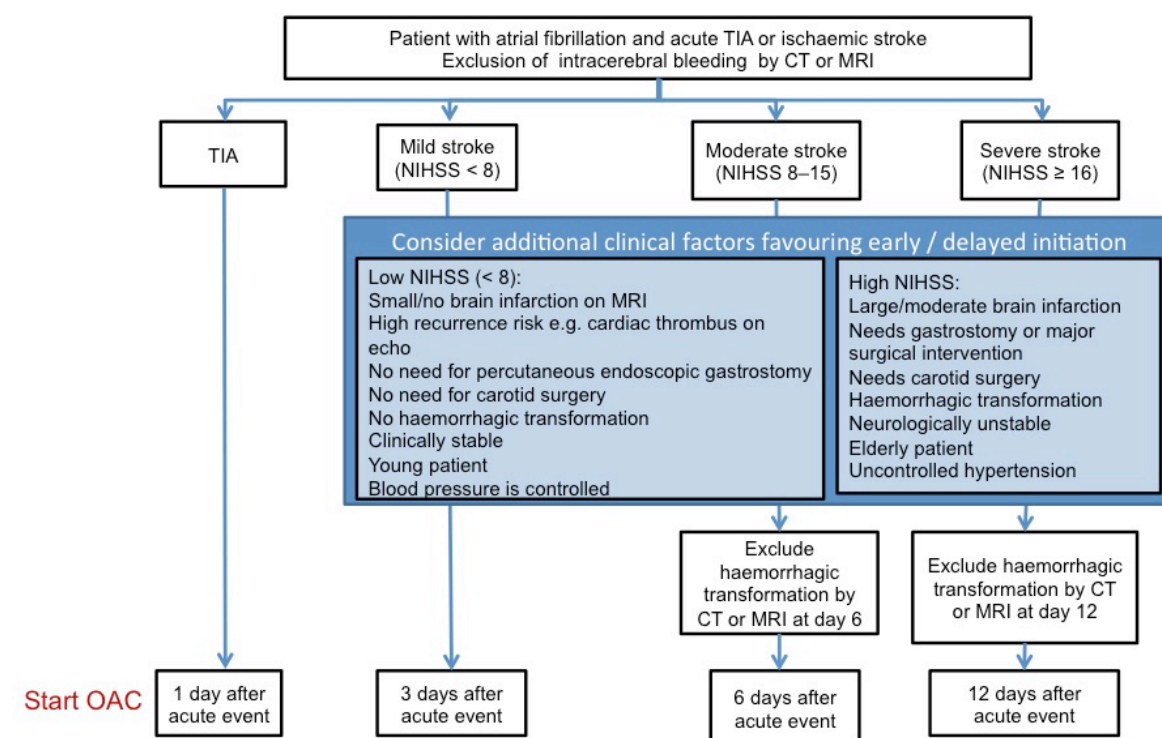 Patient with atrial fibrillation and acute TIA or ischaemic stroke
Exclusion of intracerebral bleeding by CT or MRI
TIA
Mild stroke
(NIHSS < 8)
Moderate stroke
(NIHSS 8–15)
Severe stroke
(NIHSS ≥ 16)
Consider additional clinical factors favouring early / delayed initiation
Low NIHSS (< 8):
Small/no brain infarction on MRI
High recurrence risk e.g. cardiac thrombus on
echo
No need for percutaneous endoscopic gastrostomy
No need for carotid surgery
No haemorrhagic transformation
Clinically stable
Young patient
Blood pressure is controlled
High NIHSS:
Large/moderate brain infarction
Needs gastrostomy or major
surgical intervention
Needs carotid surgery
Haemorrhagic transformation
Neurologically unstable
Elderly patient
Uncontrolled hypertension
Exclude
haemorrhagic
transformation by
CT or MRI at day 6
Exclude haemorrhagic
transformation by CT
or MRI at day 12
Start OAC
1 day after
acute event
3 days after
acute event
6 days after
acute event
12 days after
acute event